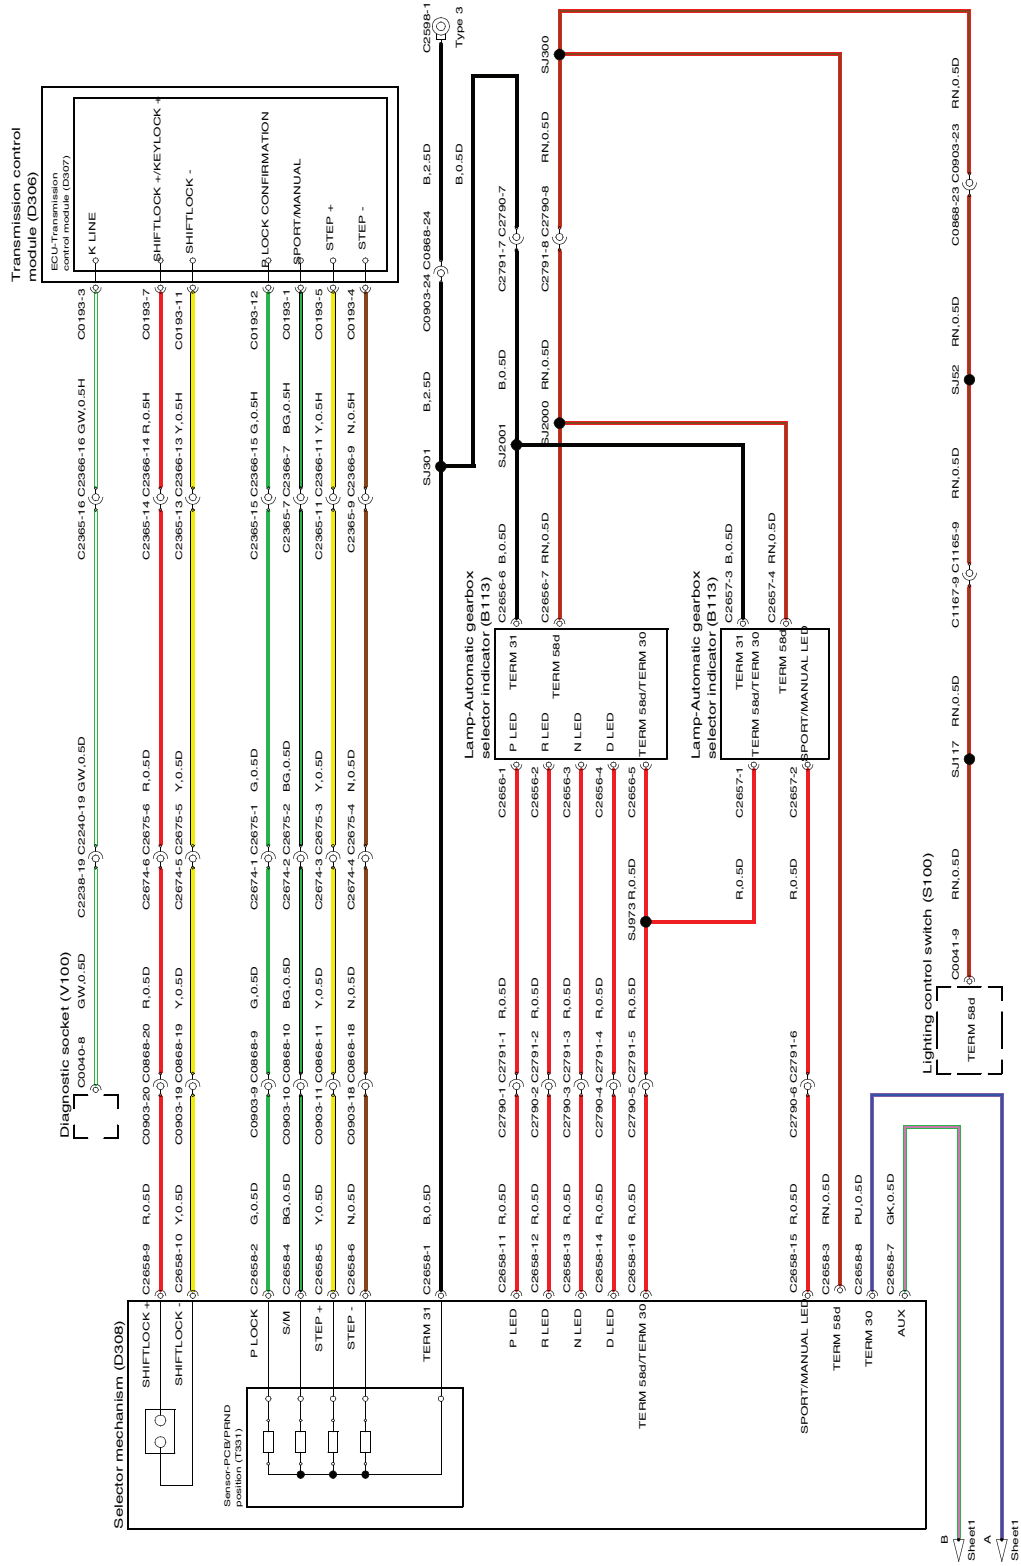 Transmission control
module (D306)
ECU-Transmission
control module (D307)
K LINE
SHIFTLOCK +/KEYLOCK +
SHIFTLOCK -
P LOCK CONFIRMATION
SPORT/MANUAL
STEP +
STEP -
C2598-1
Type 3
C0193-3
C0193-7
C0193-11
C0193-12
C0193-1
C0193-5
C0193-4
C2365-16 C2366-16 GW,0.5H
C2365-14 C2366-14 R,0.5H
C2365-13 C2366-13 Y,0.5H
C2365-15 C2366-15 G,0.5H
C2365-7 C2366-7 BG,0.5H
C2365-11 C2366-11 Y,0.5H
C2365-9 C2366-9 N,0.5H
C2238-19 C2240-19 GW,0.5D
C2674-6 C2675-6 R,0.5D
C2674-5 C2675-5 Y,0.5D
C2674-1 C2675-1 G,0.5D
C2674-2 C2675-2 BG,0.5D
C2674-3 C2675-3 Y,0.5D
C2674-4 C2675-4 N,0.5D
Diagnostic socket (V100)
C0040-8 GW,0.5D
C0903-20 C0868-20 R,0.5D
C0903-19 C0868-19 Y,0.5D
C0903-9 C0868-9 G,0.5D
C0903-10 C0868-10 BG,0.5D
C0903-11 C0868-11 Y,0.5D
C0903-18 C0868-18 N,0.5D
C2658-9 R,0.5D
C2658-10 Y,0.5D
C2658-2 G,0.5D
C2658-4 BG,0.5D
C2658-5 Y,0.5D
C2658-6 N,0.5D
C2658-1 B,0.5D
Selector mechanism (D308)
SHIFTLOCK +
SHIFTLOCK -
P LOCK
S/M
STEP +
STEP -
TERM 31
Sensor-PCB/PRND
position (T331)
B,2.5D
B,0.5D
C0903-24 C0868-24
B,2.5D
SJ301
SJ300
RN,0.5D
C2791-7 C2790-7
C2791-8 C2790-8
B,0.5D
RN,0.5D
SJ2001
SJ2000
C2656-6 B,0.5D
C2656-7 RN,0.5D
Lamp-Automatic gearbox
selector indicator (B113)
TERM 31
TERM 58d
P LED
R LED
N LED
D LED
TERM 58d/TERM 30
C2656-1
C2656-2
C2656-3
C2656-4
C2656-5
SJ973 R,0.5D
C2657-3 B,0.5D
C2657-4 RN,0.5D
Lamp-Automatic gearbox
selector indicator (B113)
TERM 31
TERM 58d/TERM 30
TERM 58d
SPORT/MANUAL LED
C2657-1
C2657-2
R,0.5D
R,0.5D
C2790-1 C2791-1 R,0.5D
C2790-2 C2791-2 R,0.5D
C2790-3 C2791-3 R,0.5D
C2790-4 C2791-4 R,0.5D
C2790-5 C2791-5 R,0.5D
C2790-6 C2791-6
C2658-11 R,0.5D
C2658-12 R,0.5D
C2658-13 R,0.5D
C2658-14 R,0.5D
C2658-16 R,0.5D
C2658-15 R,0.5D
C2658-3 RN,0.5D
C2658-8 PU,0.5D
C2658-7 GK,0.5D
P LED
R LED
N LED
D LED
TERM 58d/TERM 30
SPORT/MANUAL LED
TERM 58d
TERM 30
AUX
RN,0.5D
C0868-23 C0903-23
RN,0.5D
SJ52
RN,0.5D
C1167-9 C1165-9
RN,0.5D
SJ117
RN,0.5D
C0041-9
Lighting control switch (S100)
TERM 58d
B
Sheet1
A
Sheet1